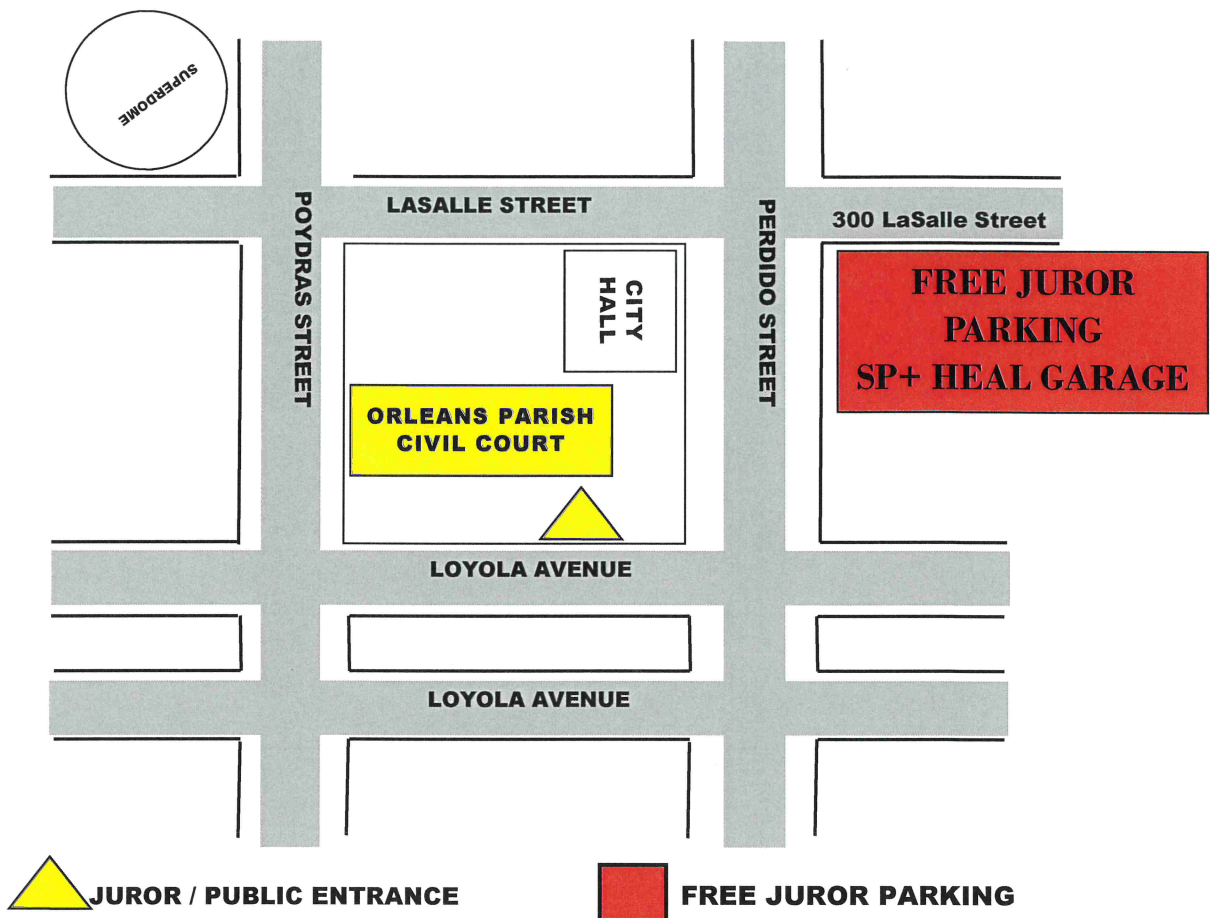 SUPERDOME
POYDRAS STREET
LASALLE STREET
PERDIDO STREET
300 LaSalle Street
CITY
HALL
FREE JUROR
PARKING
SP+ HEAL GARAGE
ORLEANS PARISH
CIVIL COURT
LOYOLA AVENUE
LOYOLA AVENUE
JUROR / PUBLIC ENTRANCE
FREE JUROR PARKING